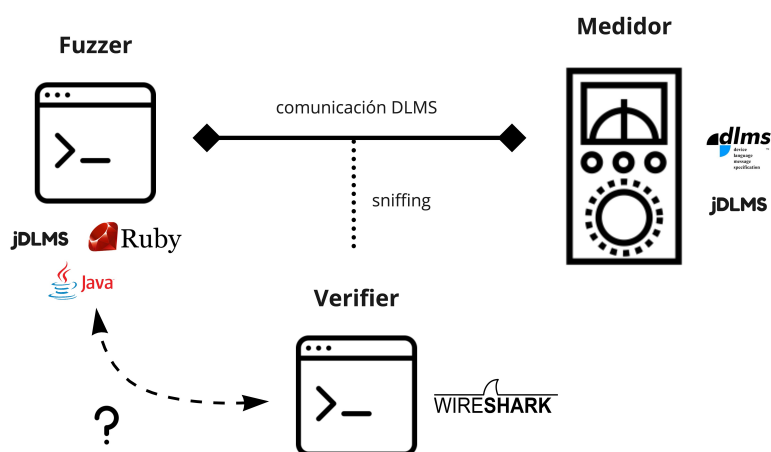 Fuzzer
Medidor
comunicación DLMS
sniffing
dlms
device
language
message
specification
jDLMS
jDLMS
Ruby
Java
Verifier
WIRESHARK
?